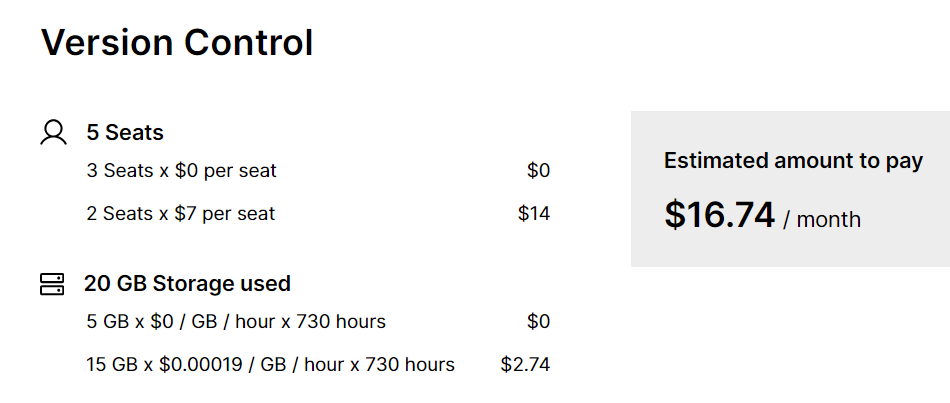 Version Control
5 Seats
3 Seats x $0 per seat $0
2 Seats x $7 per seat $14
20 GB Storage used
5 GB x $0 / GB / hour x 730 hours $0
15 GB x $0.00019 / GB / hour x 730 hours $2.74
Estimated amount to pay
$16.74 / month